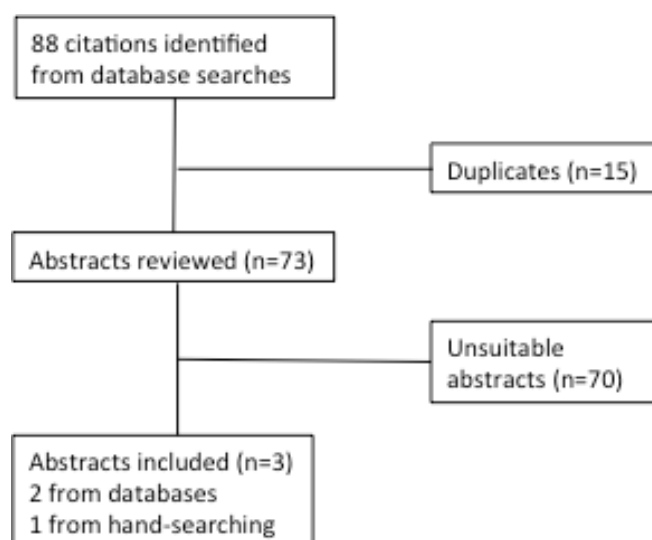 88 citations identified
from database searches
Duplicates (n=15)
Abstracts reviewed (n=73)
Unsuitable
abstracts (n=70)
Abstracts included (n=3)
2 from databases
1 from hand-searching